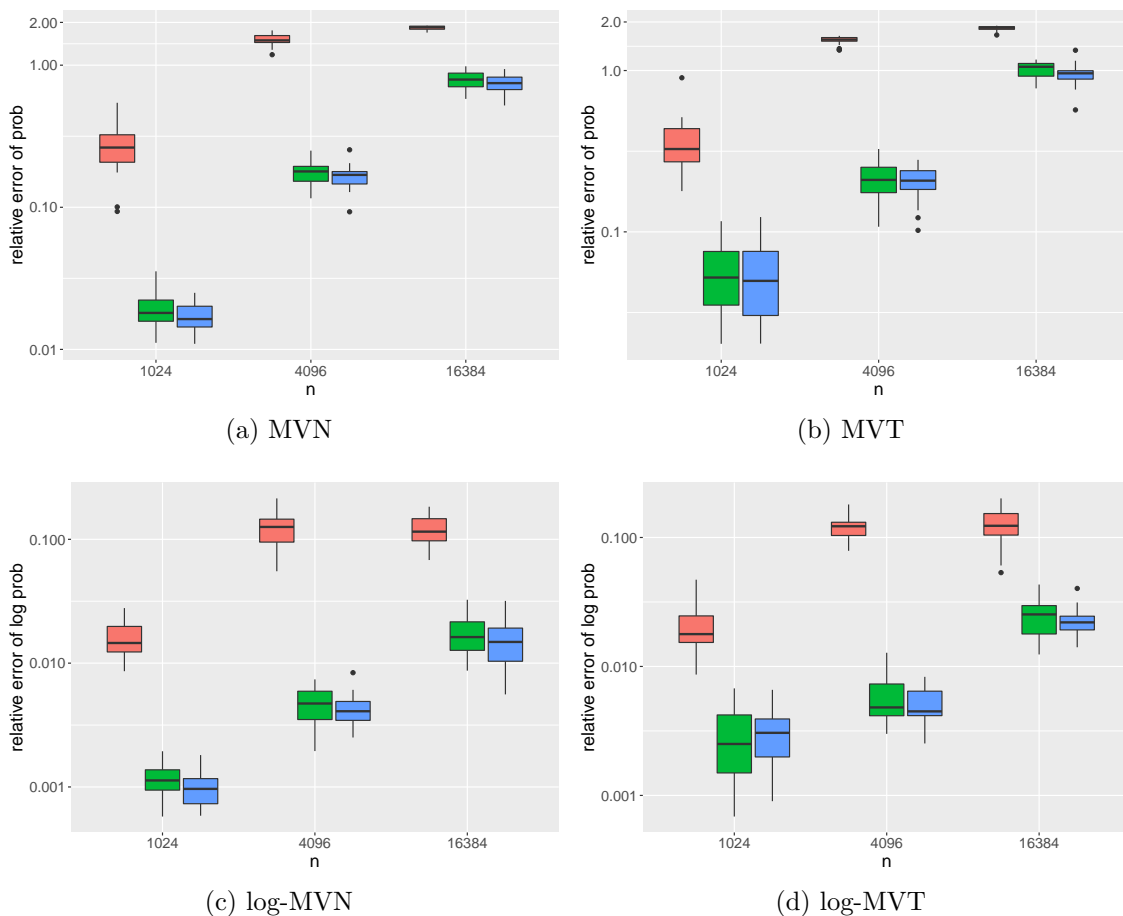 2.00
1.00
0.10
0.01
relative error of prob
1024
4096
16384
n
(a) MVN
2.0
1.0
0.1
relative error of prob
1024
4096
16384
n
(b) MVT
0.100
0.010
0.001
relative error of log prob
1024
4096
16384
n
(c) log-MVN
0.100
0.010
0.001
relative error of log prob
1024
4096
16384
n
(d) log-MVT